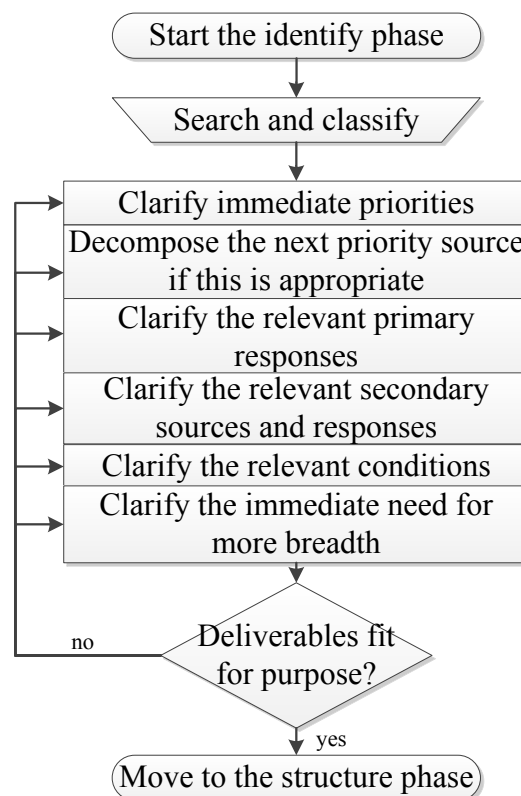 Start the identify phase
Search and classify
Clarify immediate priorities
Decompose the next priority source
if this is appropriate
Clarify the relevant primary
responses
Clarify the relevant secondary
sources and responses
Clarify the relevant conditions
Clarify the immediate need for
more breadth
Deliverables fit
for purpose?
no
yes
Move to the structure phase